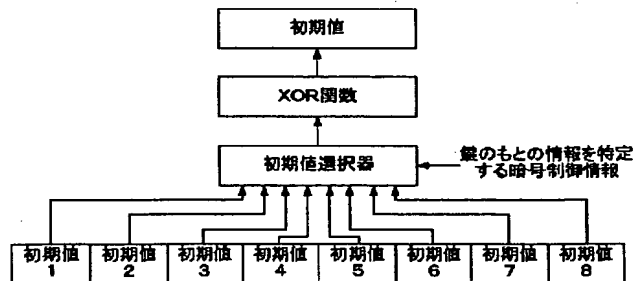 初期値
XOR関数
初期値選択器
鍵のもとの情報を特定
する暗号制御情報
初期値
1
初期値
2
初期値
3
初期値
4
初期値
5
初期値
6
初期値
7
初期値
8